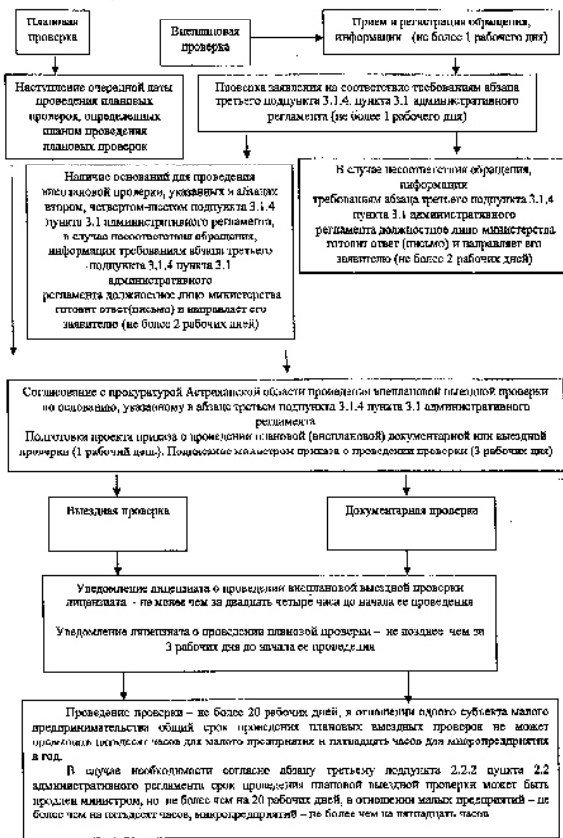 Плановая
проверка
Внеплановая
проверка
Прием и регистрация обращения,
информации (не более 1 рабочего дня)
Наступление очередной даты
проведения плановых
проверок, определенных
планом проведения
плановых проверок
Проверка заявления на соответствие требованиям абзаца
третьего подпункта 3.1.4. пункта 3.1 административного
регламента (не более 1 рабочего дня)
Наличие оснований для проведения
внеплановой проверки, указанных в абзацах
втором, четвертом-шестом подпункта 3.1.4
пункта 3.1 административного регламента,
в случае несоответствия обращения,
информации требованиям абзаца третьего
подпункта 3.1.4 пункта 3.1
административного
регламента должностное лицо министерства
готовит ответ(письмо) и направляет его
заявителю (не более 2 рабочих дней)
В случае несоответствия обращения,
информации
требованиям абзаца третьего подпункта 3.1.4
пункта 3.1 административного
регламента должностное лицо министерства
готовит ответ (письмо) и направляет его
заявителю (не более 2 рабочих дней)
Согласование с прокуратурой Астраханской области проведения внеплановой выездной проверки
по основанию, указанному в абзаце третьем подпункта 3.1.4 пункта 3.1 административного
регламента
Подготовка проекта приказа о проведении плановой (внеплановой) документарной или выездной
проверки (1 рабочий день). Подписание министром приказа о проведении проверки (3 рабочих дня)
Выездная проверка
Документарная проверка
Уведомление лицензиата о проведении внеплановой выездной проверки
лицензиата - не менее чем за двадцать четыре часа до начала ее проведения
Уведомление лицензиата о проведении плановой проверки – не позднее чем за
3 рабочих дня до начала ее проведения
Проведение проверки – не более 20 рабочих дней, в отношении одного субъекта малого
предпринимательства общий срок проведения плановых выездных проверок не может
превышать пятьдесят часов для малого предприятия и пятнадцать часов для микропредприятия
в год.
В случае необходимости согласно абзацу третьему подпункта 2.2.2 пункта 2.2
административного регламента срок проведения плановой выездной проверки может быть
продлен министром, но не более чем на 20 рабочих дней, в отношении малых предприятий – не
более чем на пятьдесят часов, микропредприятий – не более чем на пятнадцать часов